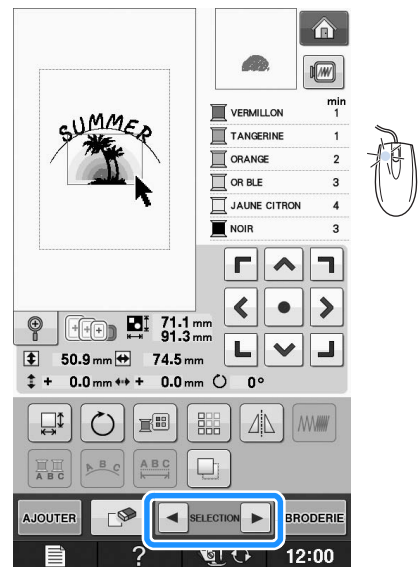 SUMMER
min
VERMILLON 1
TANGERINE 1
ORANGE 2
OR BLE 3
JAUNE CITRON 4
NOIR 3
71.1 mm
91.3 mm
50.9 mm 74.5 mm
+ 0.0 mm + 0.0 mm 0°
A B C A B C A B C
AJOUTER SELECTION BRODERIE
? 12:00